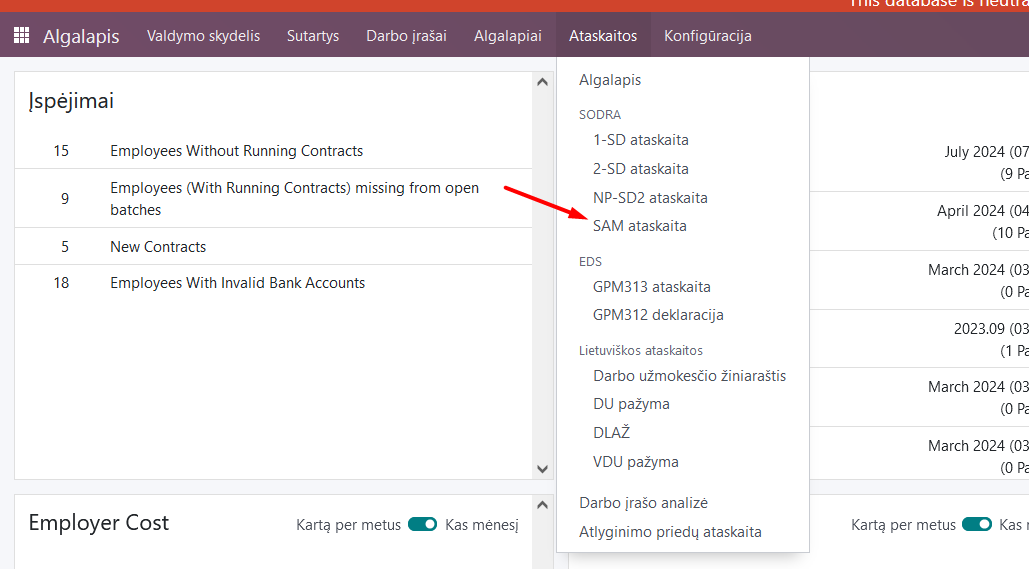 This database is
Algalapis Valdymo skydelis Sutartys Darbo įrašai Algalapiai Ataskaitos Konfigūracija
Įspėjimai
15 Employees Without Running Contracts
9 Employees (With Running Contracts) missing from open
batches
5 New Contracts
18 Employees With Invalid Bank Accounts
Algalapis
SODRA
1-SD ataskaita
2-SD ataskaita
NP-SD2 ataskaita
SAM ataskaita
EDS
GPM313 ataskaita
GPM312 deklaracija
Lietuviškos ataskaitos
Darbo užmokesčio žiniaraštis
DU pažyma
DLAŽ
VDU pažyma
Darbo įrašo analizė
Atlyginimo priedų ataskaita
July 2024 (07
(9 Pa
April 2024 (04
(10 Pa
March 2024 (03
(0 Pa
2023.09 (03
(1 Pa
March 2024 (03
(0 Pa
March 2024 (03
(0 Pa
Employer Cost Kartą per metus Kas mėnesį
Kartą per metus Kas